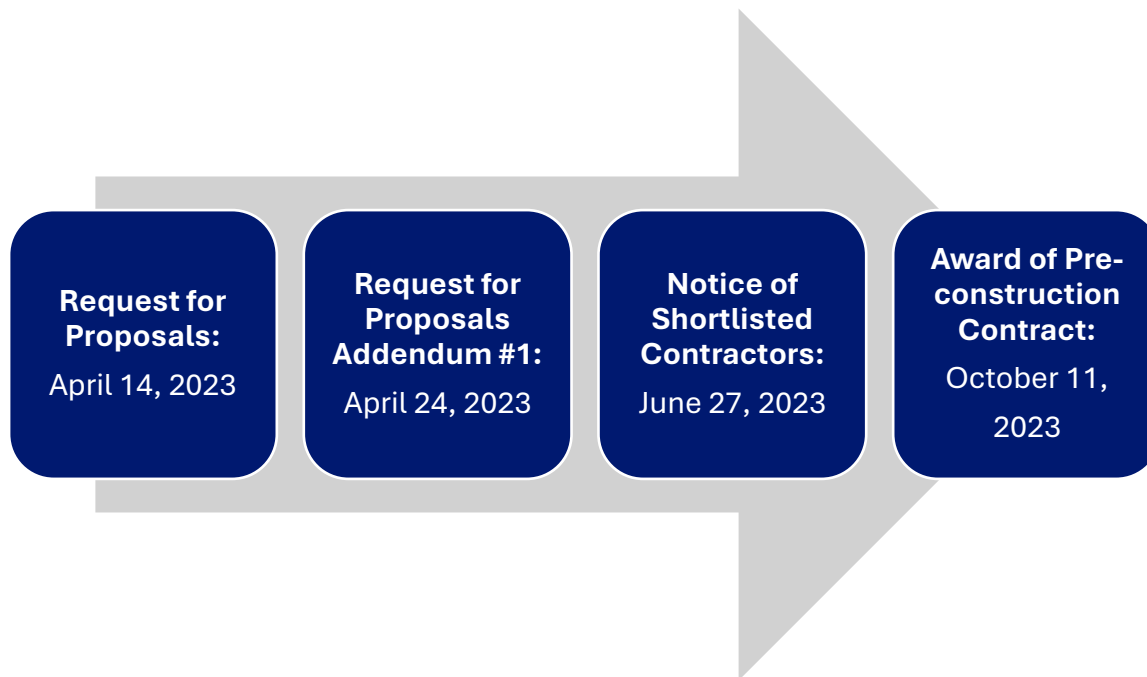 Request for
Proposals:
April 14, 2023
Request for
Proposals
Addendum #1:
April 24, 2023
Notice of
Shortlisted
Contractors:
June 27, 2023
Award of Pre-
construction
Contract:
October 11,
2023